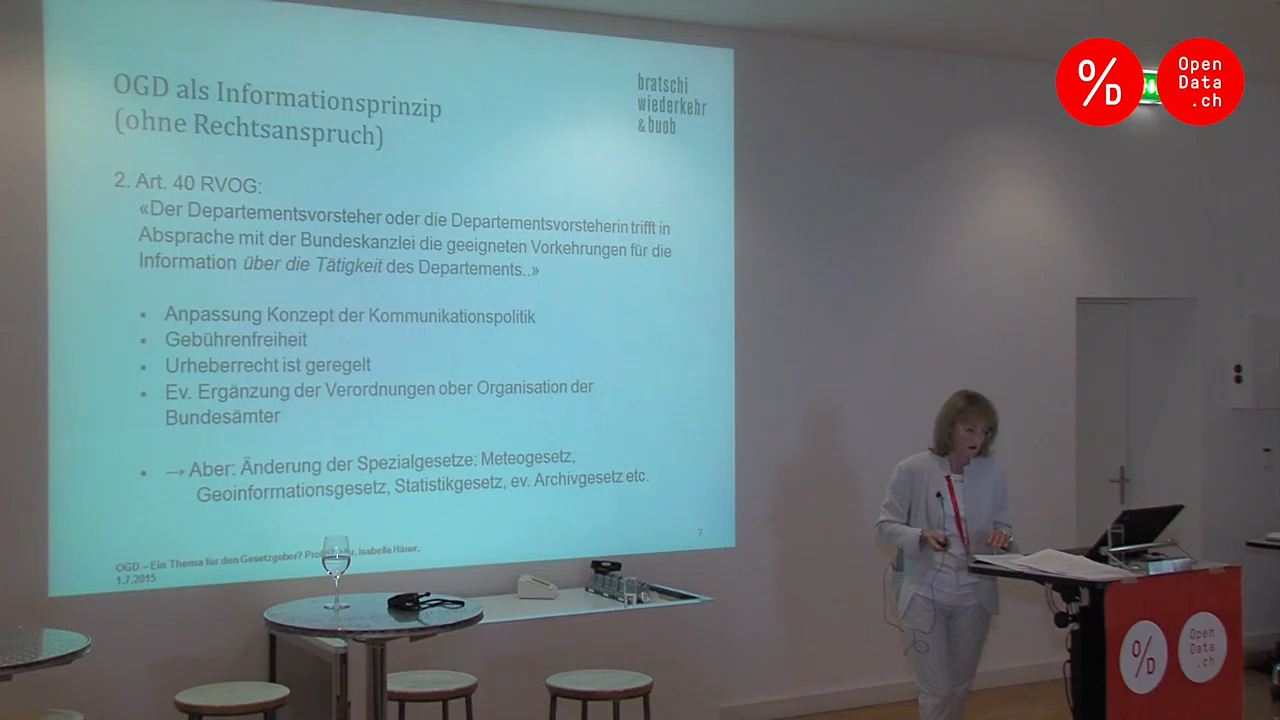 OGD als Informationsprinzip
(ohne Rechtsanspruch)
bratschi
wiederkehr
& buob
2. Art. 40 RVOG:
«Der Departementsvorsteher oder die Departementsvorsteherin trifft in
Absprache mit der Bundeskanzlei die geeigneten Vorkehrungen für die
Information über die Tätigkeit des Departements..»
▪ Anpassung Konzept der Kommunikationspolitik
▪ Gebührenfreiheit
▪ Urheberrecht ist geregelt
▪ Ev. Ergänzung der Verordnungen ober Organisation der
Bundesämter
▪ → Aber: Änderung der Spezialgesetze: Meteogesetz,
Geoinformationsgesetz, Statistikgesetz, ev. Archivgesetz etc.
7
OGD – Ein Thema für den Gesetzgeber? Isabelle Häner,
1.7.2015
%D
Open
Data
.ch
%D
Open
Data
.ch